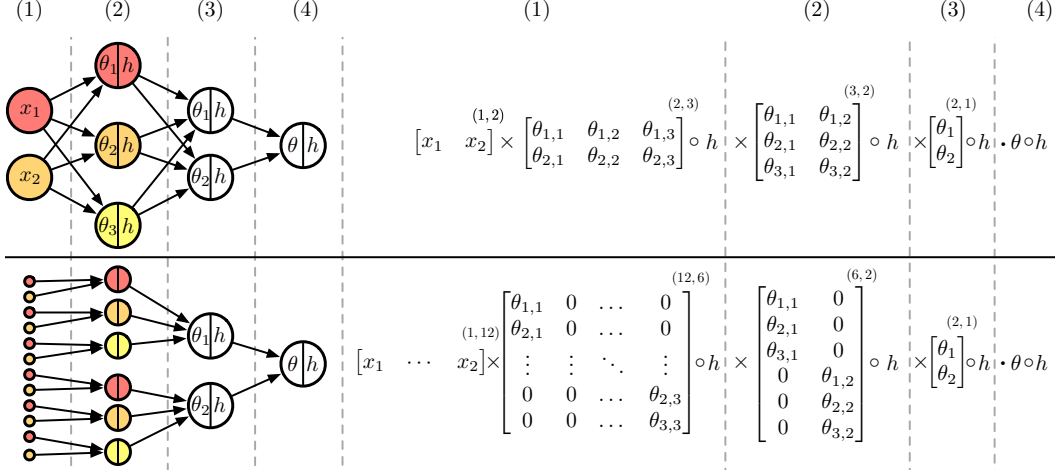 (1) (2) (3) (4) (1) (2) (3) (4)
θ₁ h
x₁ θ₁ h
(1,2) (2,3) (3,2) (2,1)
[x₁ x₂] × [θ₁,₁ θ₁,₂ θ₁,₃ ∘ h × [θ₁,₁ θ₁,₂ ∘ h × [θ₁ ∘ h · θ ∘ h
θ₂,₁ θ₂,₂ θ₂,₃] θ₂,₁ θ₂,₂ θ₂]
θ₃,₁ θ₃,₂]
θ₂ h θ h
x₂ θ₂ h
θ₃ h
(1,12) (12,6) (6,2) (2,1)
θ₁ h
θ h
θ₂ h
[x₁ ⋯ x₂] × [θ₁,₁ 0 … 0 ∘ h × [θ₁,₁ 0 ∘ h × [θ₁ ∘ h · θ ∘ h
θ₂,₁ 0 … 0 θ₂,₁ 0 θ₂]
⋮ ⋮ ⋱ ⋮ θ₃,₁ 0
0 0 … θ₂,₃ 0 θ₁,₂
0 0 … θ₃,₃] 0 θ₂,₂
0 θ₃,₂]